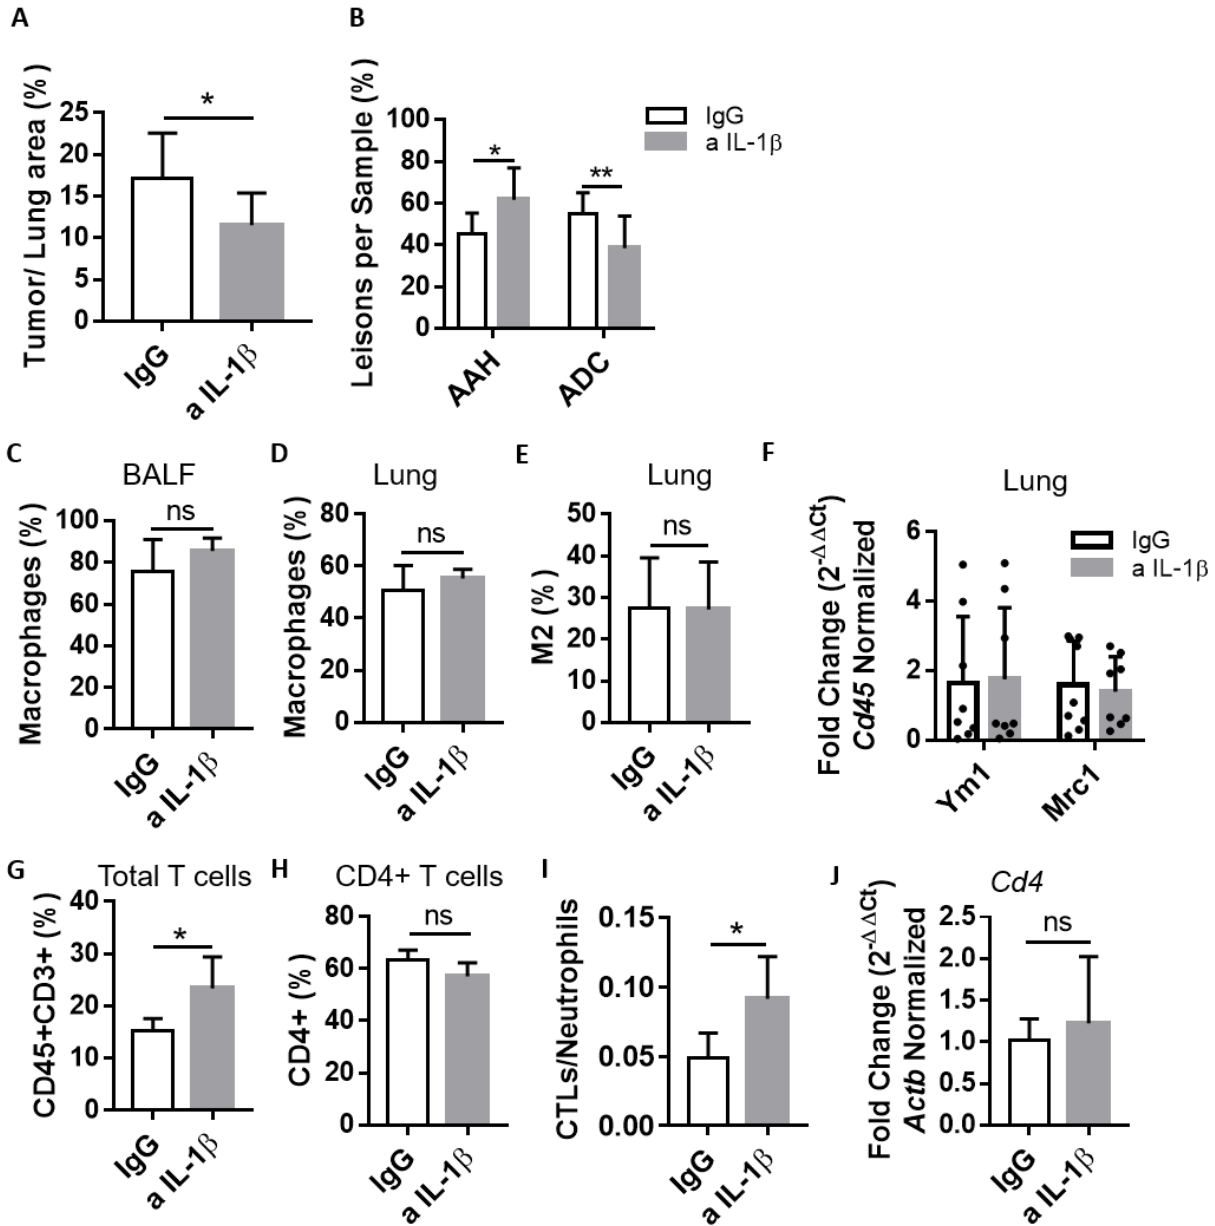 A
Tumor/ Lung area (%)
25
20
15
10
5
0
*
IgG
a IL-1β
B
Leisons per Sample (%)
100
80
60
40
20
0
*
**
AAH
ADC
IgG
a IL-1β
C
BALF
Macrophages (%)
100
80
60
40
20
0
ns
IgG
a IL-1β
D
Lung
Macrophages (%)
80
60
40
20
0
ns
IgG
a IL-1β
E
Lung
M2 (%)
50
40
30
20
10
0
ns
IgG
a IL-1β
F
Lung
Fold Change (2-ΔΔCt)
Cd45 Normalized
6
4
2
0
Ym1
Mrc1
IgG
a IL-1β
G
Total T cells
CD45+CD3+ (%)
40
30
20
10
0
*
IgG
a IL-1β
H
CD4+ T cells
CD4+ (%)
80
60
40
20
0
ns
IgG
a IL-1β
I
CTLs/Neutrophils
0.15
0.10
0.05
0.00
*
IgG
a IL-1β
J
Cd4
Fold Change (2-ΔΔCt)
Actb Normalized
2.5
2.0
1.5
1.0
0.5
0.0
ns
IgG
a IL-1β